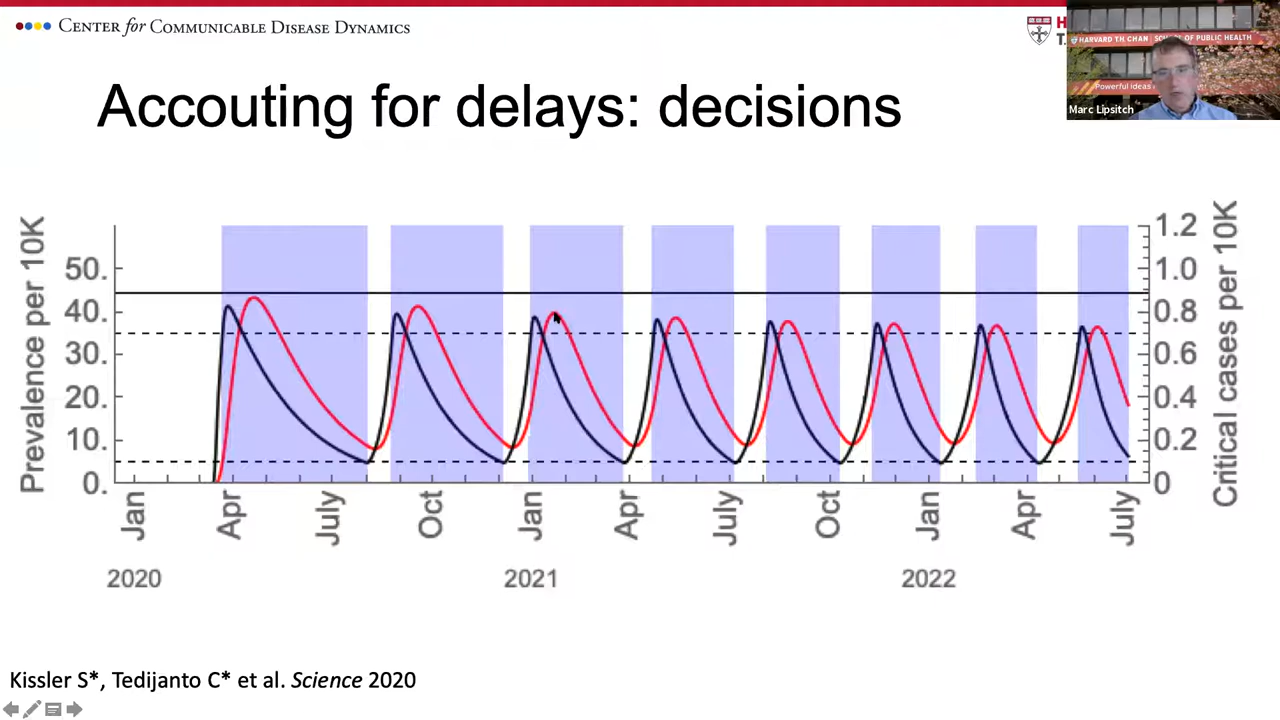 CENTER for COMMUNICABLE DISEASE DYNAMICS
H
T.
HARVARD T.H. CHAN | SCHOOL OF PUBLIC HEALTH
Powerful ideas
Marc Lipsitch
Accouting for delays: decisions
Prevalence per 10K
50.
40.
30.
20.
10.
0.
1.2
1.0
0.8
0.6
0.4
0.2
0
Critical cases per 10K
Jan
Apr
July
Oct
Jan
Apr
July
Oct
Jan
Apr
July
2020
2021
2022
Kissler S*, Tedijanto C* et al. Science 2020